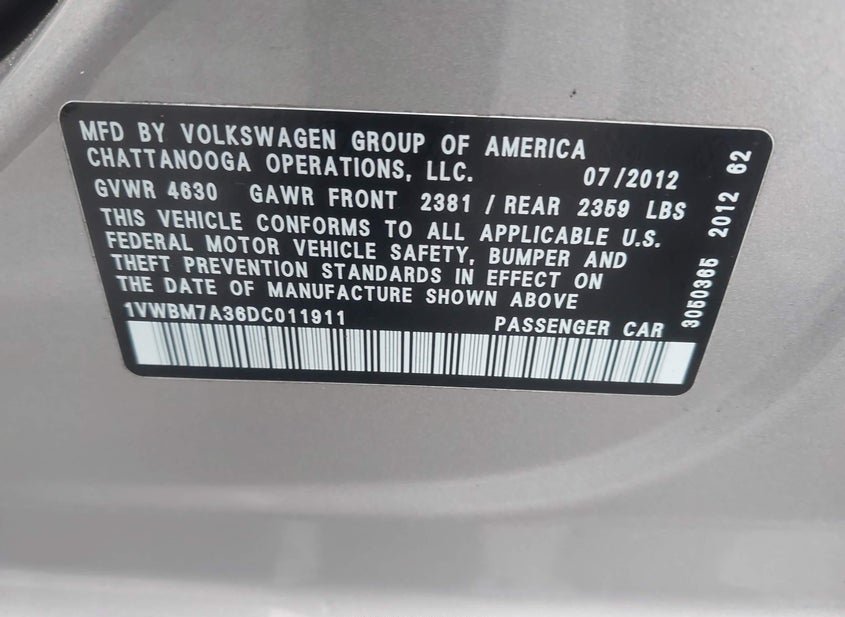 MFD BY VOLKSWAGEN GROUP OF AMERICA
CHATTANOOGA OPERATIONS, LLC. 07/2012
GVWR 4630 GAWR FRONT 2381 / REAR 2359 LBS
THIS VEHICLE CONFORMS TO ALL APPLICABLE U.S.
FEDERAL MOTOR VEHICLE SAFETY, BUMPER AND
THEFT PREVENTION STANDARDS IN EFFECT ON
THE DATE OF MANUFACTURE SHOWN ABOVE
1VWBM7A36DC011911 PASSENGER CAR
3050365 2012 62